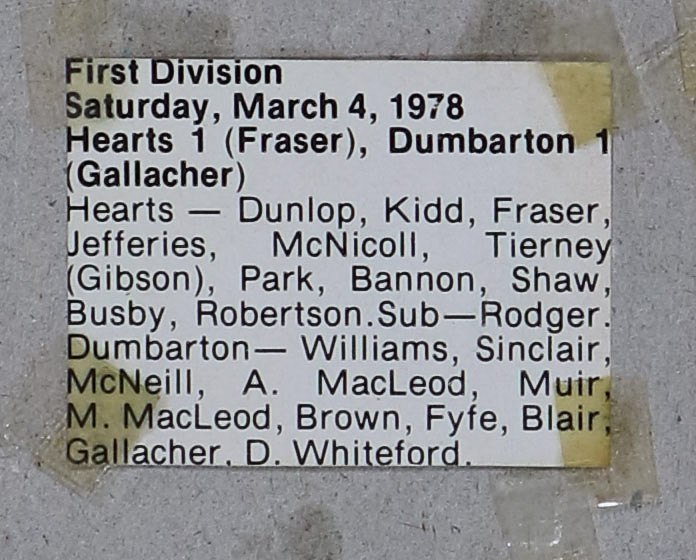 First Division
Saturday, March 4, 1978
Hearts 1 (Fraser), Dumbarton 1
(Gallacher)
Hearts — Dunlop, Kidd, Fraser,
Jefferies, McNicoll, Tierney
(Gibson), Park, Bannon, Shaw,
Busby, Robertson.Sub—Rodger.
Dumbarton— Williams, Sinclair,
McNeill, A. MacLeod, Muir,
M. MacLeod, Brown, Fyfe, Blair,
Gallacher, D. Whiteford.